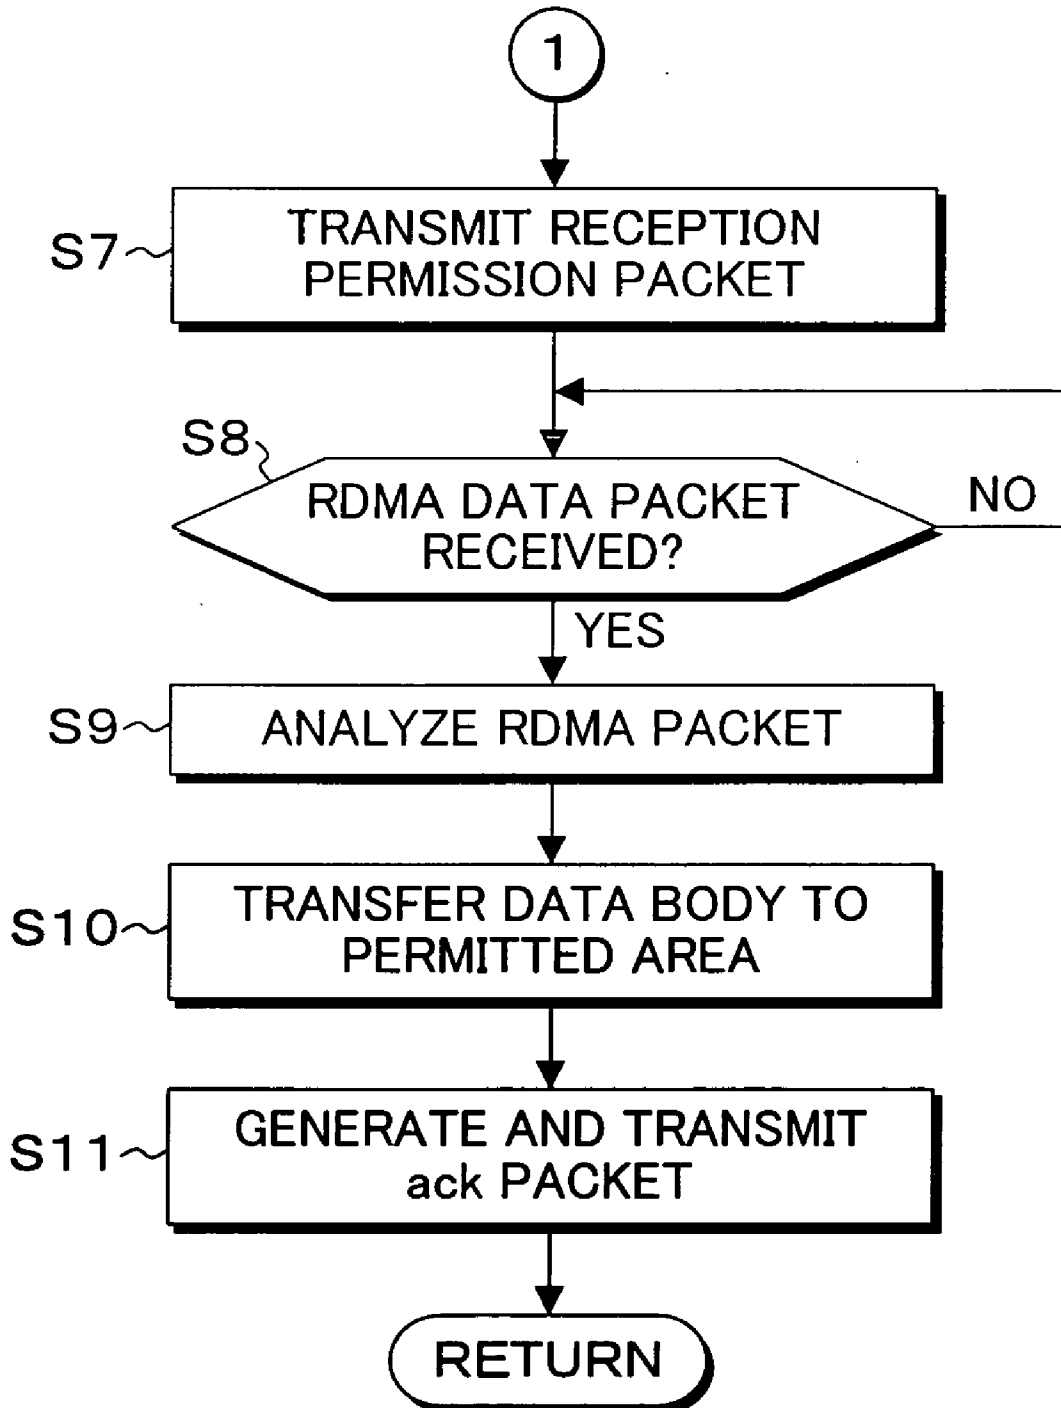 1
S7
TRANSMIT RECEPTION
PERMISSION PACKET
S8
RDMA DATA PACKET
RECEIVED?
NO
YES
S9
ANALYZE RDMA PACKET
S10
TRANSFER DATA BODY TO
PERMITTED AREA
S11
GENERATE AND TRANSMIT
ack PACKET
RETURN